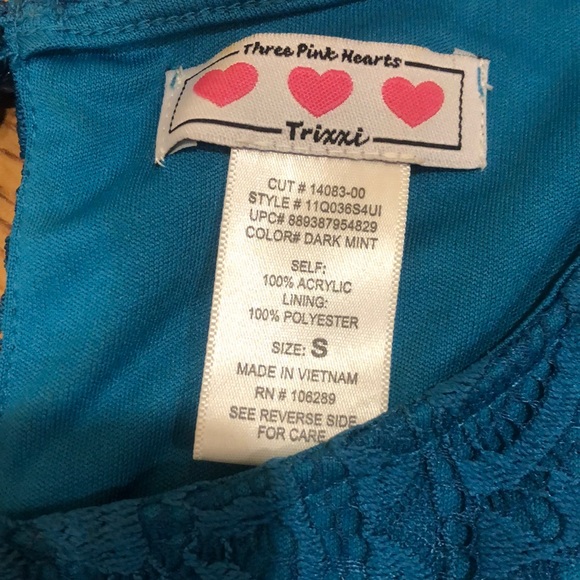 Three Pink Hearts
Trixxi
CUT # 14083-00
STYLE # 11Q036S4UI
UPC# 889387954829
COLOR# DARK MINT
SELF:
100% ACRYLIC
LINING:
100% POLYESTER
SIZE: S
MADE IN VIETNAM
RN # 106289
SEE REVERSE SIDE
FOR CARE